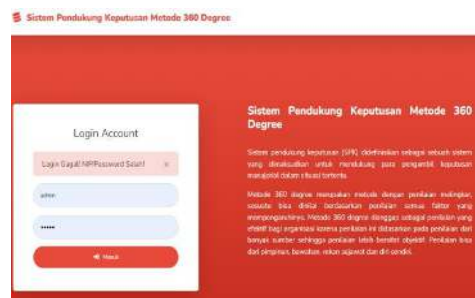 Sistem Pendukung Keputusan Metode 360 Degree
Login Account
Login Gagal! NIP/Password Salah!
admin
•••••
Masuk
Sistem Pendukung Keputusan Metode 360
Degree
Sistem pendukung keputusan (SPK) didefinisikan sebagai sebuah sistem
yang dimaksudkan untuk mendukung para pengambil keputusan
manajerial dalam situasi tertentu.
Metode 360 degree merupakan metode dengan penilaian melingkar,
sesuatu bisa dinilai berdasarkan penilaian semua faktor yang
mempengaruhinya. Metode 360 degree dianggap sebagai penilaian yang
efektif bagi organisasi karena penilaian ini didasarkan pada penilaian dari
banyak sumber sehingga penilaian lebih bersifat objektif. Penilaian bisa
dari pimpinan, bawahan, rekan sejawat dan diri sendiri.